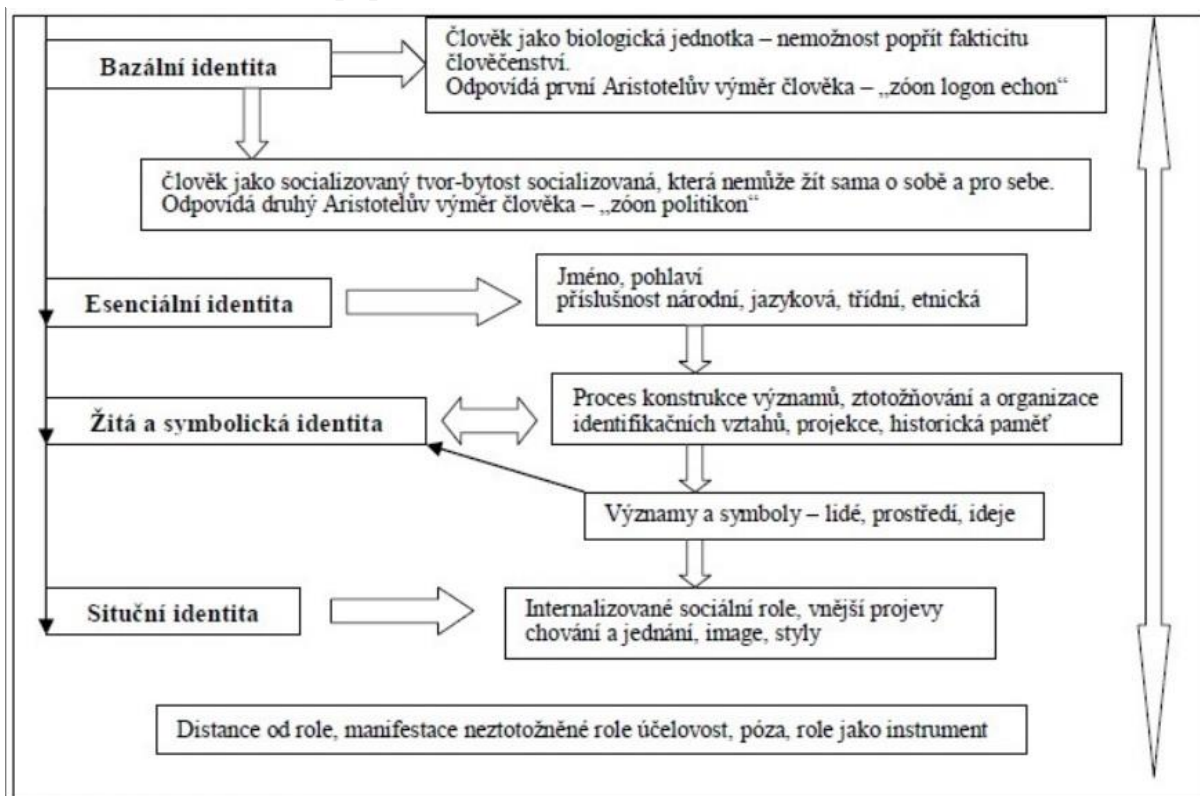 Bazální identita
Člověk jako biologická jednotka – nemožnost popřít fakticitu
člověčenství.
Odpovídá první Aristotelův výměr člověka – „zóon logon echon“
Člověk jako socializovaný tvor-bytost socializovaná, která nemůže žít sama o sobě a pro sebe.
Odpovídá druhý Aristotelův výměr člověka – „zóon politikon“
Esenciální identita
Jméno, pohlaví
příslušnost národní, jazyková, třídní, etnická
Žitá a symbolická identita
Proces konstrukce významů, ztotožňování a organizace
identifikačních vztahů, projekce, historická paměť
Významy a symboly – lidé, prostředí, ideje
Situční identita
Internalizované sociální role, vnější projevy
chování a jednání, image, styly
Distance od role, manifestace neztotožněné role účelovost, póza, role jako instrument